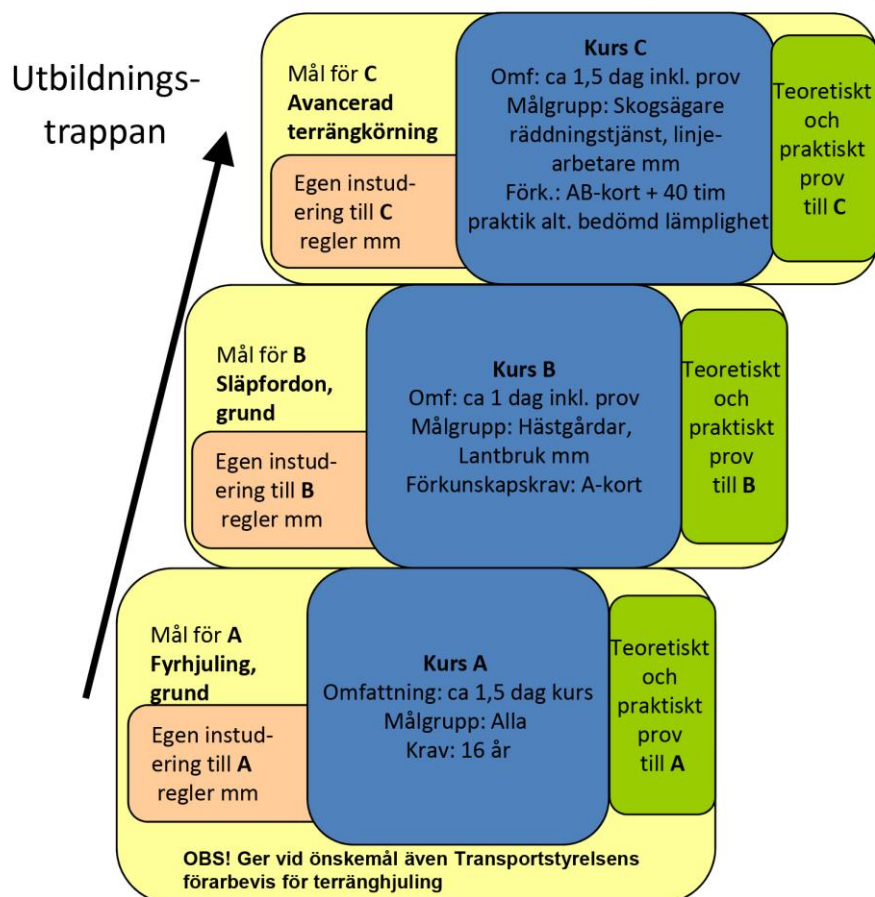 Utbildnings-
trappan
Mål för C
Avancerad
terrängkörning
Egen instud-
ering till C
regler mm
Kurs C
Omf: ca 1,5 dag inkl. prov
Målgrupp: Skogsägare
räddningstjänst, linje-
arbetare mm
Förk.: AB-kort + 40 tim
praktik alt. bedömd lämplighet
Teoretiskt
och
praktiskt
prov
till C
Mål för B
Släpfordon,
grund
Egen instud-
ering till B
regler mm
Kurs B
Omf: ca 1 dag inkl. prov
Målgrupp: Hästgårdar,
Lantbruk mm
Förkunskapskrav: A-kort
Teoretiskt
och
praktiskt
prov
till B
Mål för A
Fyrhjuling,
grund
Egen instud-
ering till A
regler mm
Kurs A
Omfattning: ca 1,5 dag kurs
Målgrupp: Alla
Krav: 16 år
Teoretiskt
och
praktiskt
prov
till A
OBS! Ger vid önskemål även Transportstyrelsens
förarbevis för terränghjuling